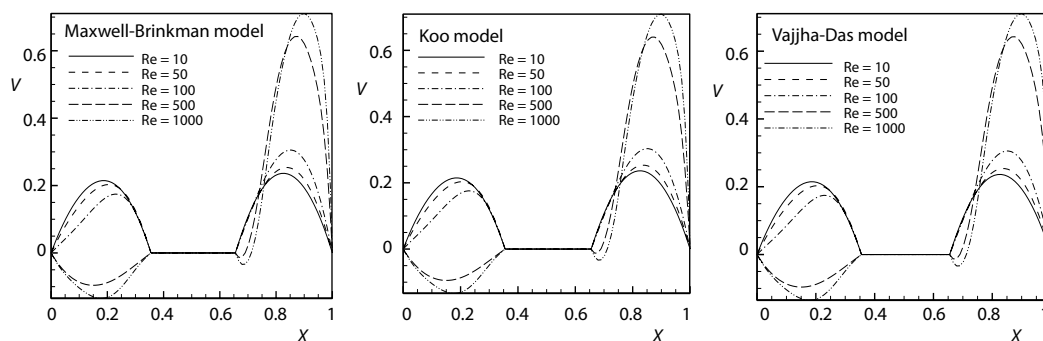 Maxwell-Brinkman model
0.6
Re = 10
Re = 50
V
Re = 100
Re = 500
0.4
Re = 1000
0.2
0
0 0.2 0.4 0.6 0.8 1
X
Koo model
0.6
Re = 10
Re = 50
V
Re = 100
Re = 500
0.4
Re = 1000
0.2
0
0 0.2 0.4 0.6 0.8 1
X
Vajjha-Das model
0.6
Re = 10
Re = 50
V
Re = 100
Re = 500
0.4
Re = 1000
0.2
0
0 0.2 0.4 0.6 0.8 1
X